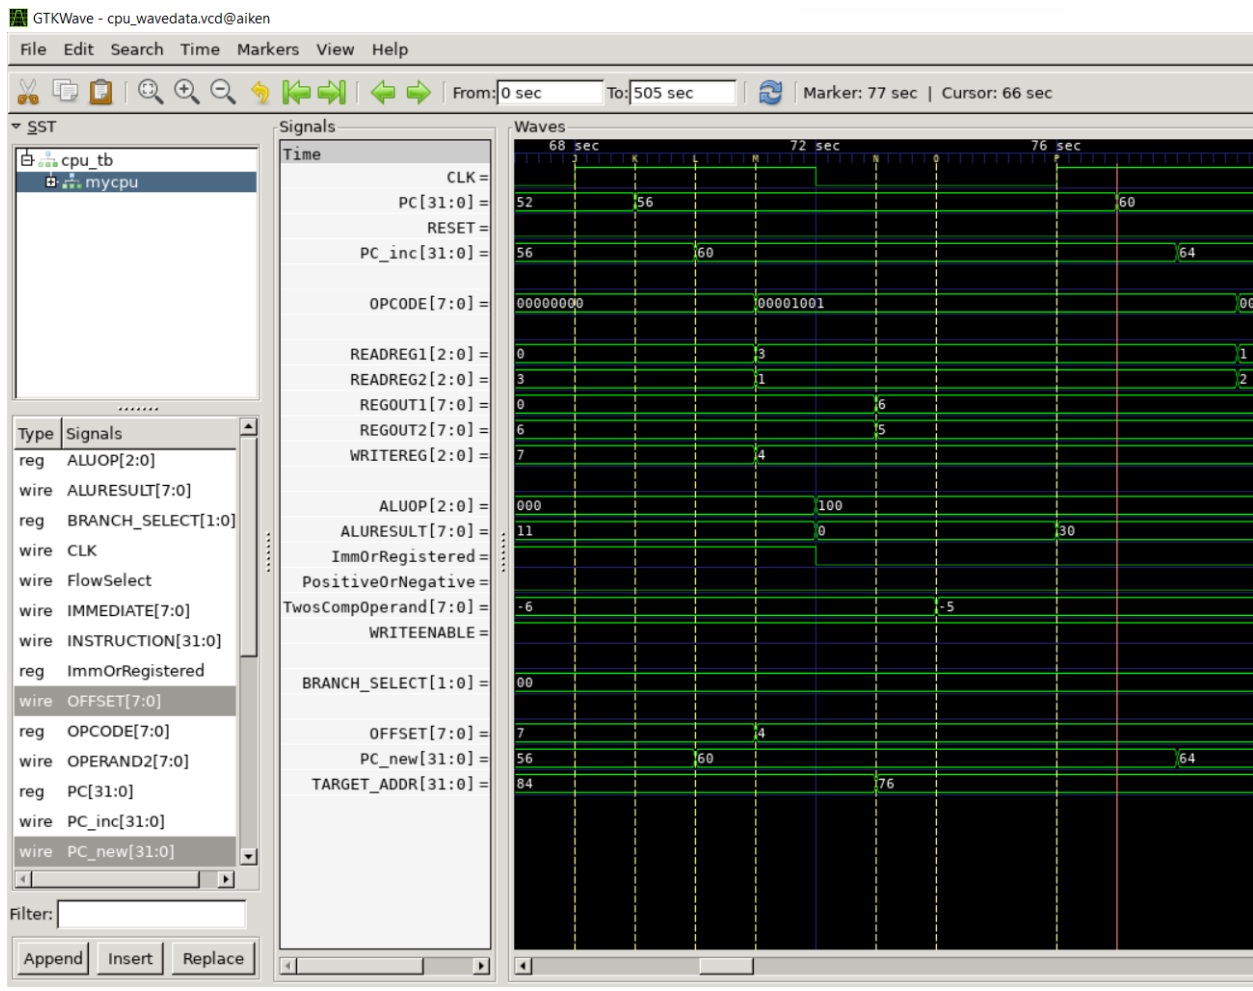 GTKWave - cpu_wavedata.vcd@aiken
File Edit Search Time Markers View Help
From: 0 sec To: 505 sec Marker: 77 sec | Cursor: 66 sec
SST
cpu_tb
mycpu
Type Signals
reg ALUOP[2:0]
wire ALURESULT[7:0]
reg BRANCH_SELECT[1:0]
wire CLK
wire FlowSelect
wire IMMEDIATE[7:0]
wire INSTRUCTION[31:0]
reg ImmOrRegistered
wire OFFSET[7:0]
reg OPCODE[7:0]
wire OPERAND2[7:0]
reg PC[31:0]
wire PC_inc[31:0]
wire PC_new[31:0]
Filter:
Append Insert Replace
Signals
Time
CLK =
PC[31:0] =
RESET =
PC_inc[31:0] =
OPCODE[7:0] =
READREG1[2:0] =
READREG2[2:0] =
REGOUT1[7:0] =
REGOUT2[7:0] =
WRITEREG[2:0] =
ALUOP[2:0] =
ALURESULT[7:0] =
ImmOrRegistered =
PositiveOrNegative =
TwosCompOperand[7:0] =
WRITEENABLE =
BRANCH_SELECT[1:0] =
OFFSET[7:0] =
PC_new[31:0] =
TARGET_ADDR[31:0] =
Waves
68 sec 72 sec 76 sec
J K L M N O P
52 56 60
56 60 64
00000000 00001001 00
0 3 1
3 1 2
0 6
6 5
7 4
000 100
11 0 30
-6 -5
00
7 4
56 60 64
84 76